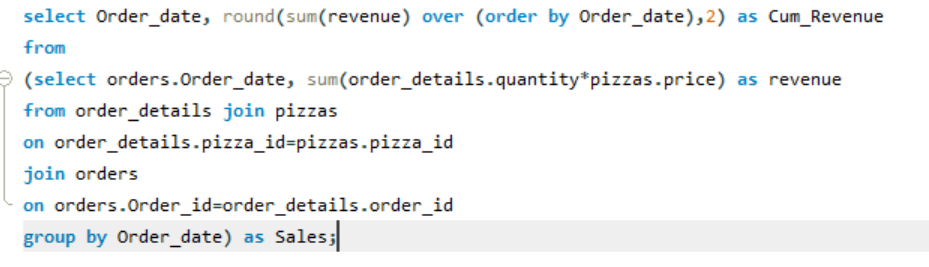 select Order_date, round(sum(revenue) over (order by Order_date),2) as Cum_Revenue
from
(select orders.Order_date, sum(order_details.quantity*pizzas.price) as revenue
from order_details join pizzas
on order_details.pizza_id=pizzas.pizza_id
join orders
on orders.Order_id=order_details.order_id
group by Order_date) as Sales;